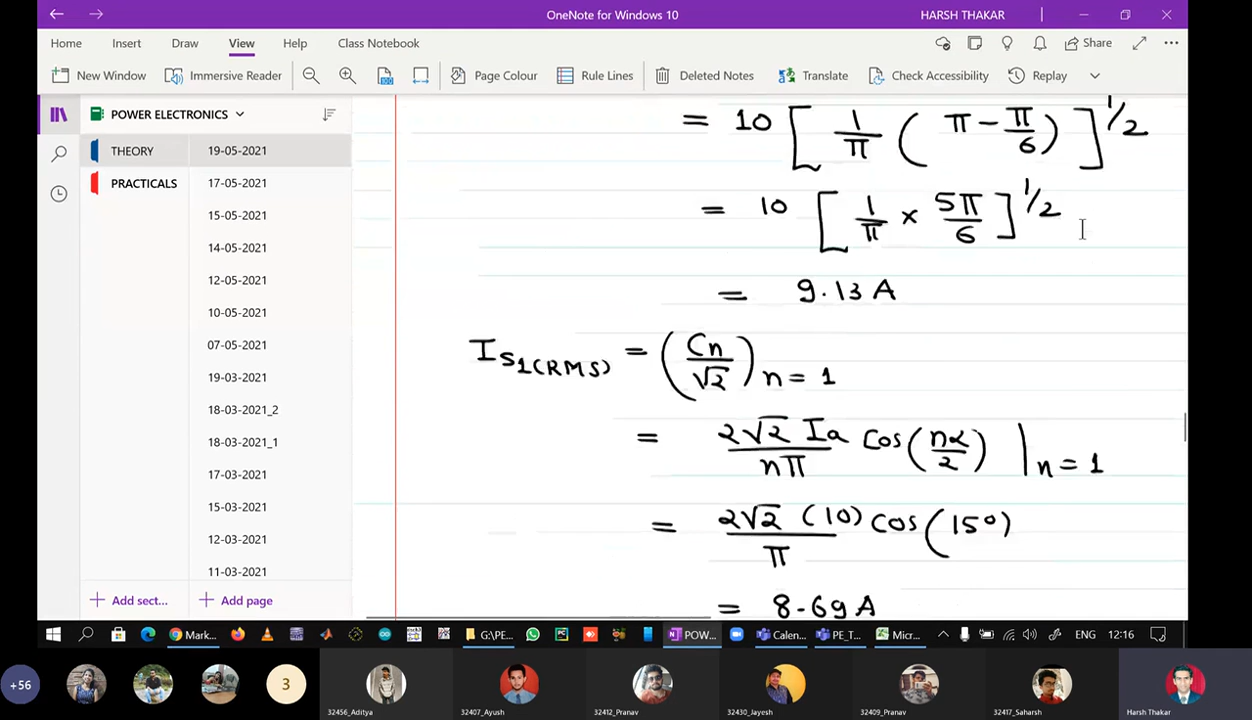 OneNote for Windows 10
HARSH THAKAR
Home Insert Draw View Help Class Notebook
Share
New Window Immersive Reader Page Colour Rule Lines Deleted Notes Translate Check Accessibility Replay
POWER ELECTRONICS
THEORY
PRACTICALS
19-05-2021
17-05-2021
15-05-2021
14-05-2021
12-05-2021
10-05-2021
07-05-2021
19-03-2021
18-03-2021_2
18-03-2021_1
17-03-2021
15-03-2021
12-03-2021
11-03-2021
Add sect...
Add page
= 10 [ 1/π ( π - π/6 ) ]^1/2
= 10 [ 1/π × 5π/6 ]^1/2
= 9.13 A
I S1(RMS) = ( Cn/√2 ) n = 1
= 2√2 Ia/nπ Cos( nα/2 ) | n = 1
= 2√2 (10)/π cos(15°)
= 8.69 A
Mark... G:\PE... POW... Calen... PE_T... Micr... ENG 12:16
+56
3
32456_Aditya
32407_Ayush
32412_Pranav
32430_Jayesh
32409_Pranav
32417_Saharsh
Harsh Thakar